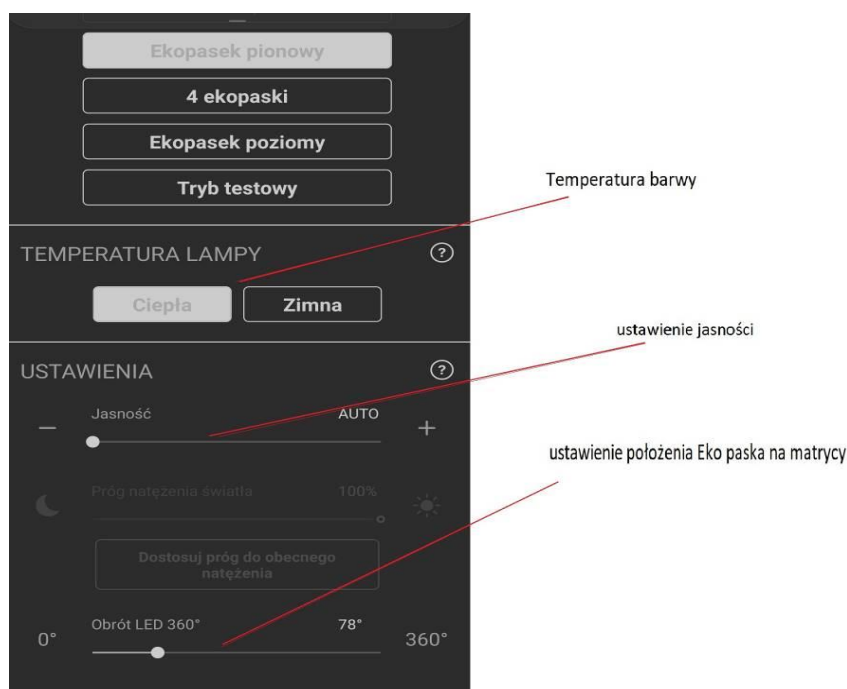 Ekopasek pionowy
4 ekopaski
Ekopasek poziomy
Tryb testowy
Temperatura barwy
TEMPERATURA LAMPY ?
Ciepła Zimna
ustawienie jasności
USTAWIENIA ?
Jasność AUTO
− +
ustawienie położenia Eko paska na matrycy
Próg natężenia światła 100%
Dostosuj próg do obecnego
natężenia
Obrót LED 360° 78°
0° 360°